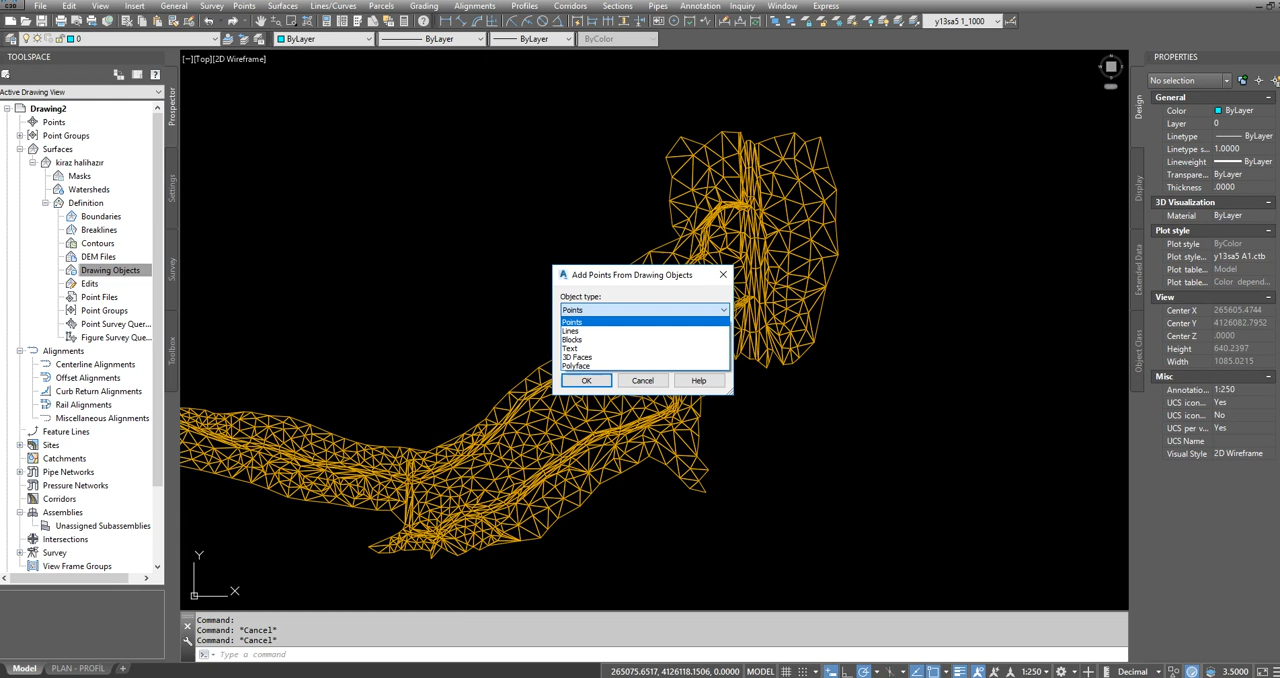 C3D
File Edit View Insert General Survey Points Surfaces Lines/Curves Parcels Grading Alignments Profiles Corridors Sections Pipes Annotation Inquiry Window Express
y13sa5 1_1000
0 ByLayer ByLayer ByLayer ByColor
TOOLSPACE
Active Drawing View
Drawing2
Points
Point Groups
Surfaces
kiraz halihazır
Masks
Watersheds
Definition
Boundaries
Breaklines
Contours
DEM Files
Drawing Objects
Edits
Point Files
Point Groups
Point Survey Quer...
Figure Survey Que...
Alignments
Centerline Alignments
Offset Alignments
Curb Return Alignments
Rail Alignments
Miscellaneous Alignments
Feature Lines
Sites
Catchments
Pipe Networks
Pressure Networks
Corridors
Assemblies
Unassigned Subassemblies
Intersections
Survey
View Frame Groups
Prospector
Settings
Survey
Toolbox
[−][Top][2D Wireframe]
Add Points From Drawing Objects
Object type:
Points
Points
Lines
Blocks
Text
3D Faces
Polyface
OK Cancel Help
Y
X
Command:
Command: *Cancel*
Command: *Cancel*
Type a command
Design
Display
Extended Data
Object Class
PROPERTIES
No selection
General
Color ByLayer
Layer 0
Linetype ByLayer
Linetype s... 1.0000
Lineweight ByLayer
Transpare... ByLayer
Thickness .0000
3D Visualization
Material ByLayer
Plot style
Plot style ByColor
Plot style... y13sa5 A1.ctb
Plot table... Model
Plot table... Color depend...
View
Center X 265605.4744
Center Y 4126082.7952
Center Z .0000
Height 640.2397
Width 1085.0215
Misc
Annotatio... 1:250
UCS icon... Yes
UCS icon... No
UCS per v... Yes
UCS Name
Visual Style 2D Wireframe
Model PLAN - PROFİL +
265075.6517, 4126118.1506, 0.0000 MODEL 1:250 Decimal 3.5000